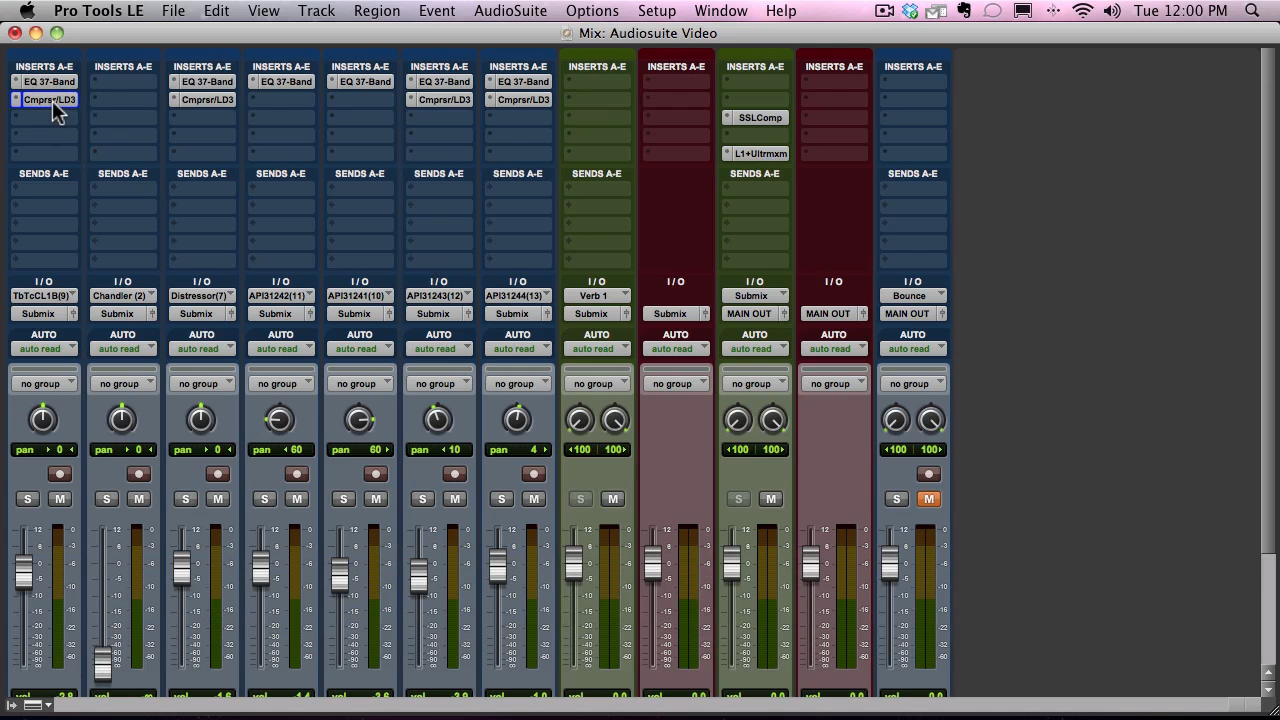 Pro Tools LE File Edit View Track Region Event AudioSuite Options Setup Window Help Tue 12:00 PM
Mix: Audiosuite Video
INSERTS A-E INSERTS A-E INSERTS A-E INSERTS A-E INSERTS A-E INSERTS A-E INSERTS A-E INSERTS A-E INSERTS A-E INSERTS A-E INSERTS A-E INSERTS A-E
EQ 37-Band EQ 37-Band EQ 37-Band EQ 37-Band EQ 37-Band EQ 37-Band
Cmprsr/LD3 Cmprsr/LD3 Cmprsr/LD3 Cmprsr/LD3
SSLComp
L1+Ultrmxm
SENDS A-E SENDS A-E SENDS A-E SENDS A-E SENDS A-E SENDS A-E SENDS A-E SENDS A-E SENDS A-E SENDS A-E
I / O I / O I / O I / O I / O I / O I / O I / O I / O I / O I / O I / O
TbTcCL1B(9) Chandler (2) Distressor(7) API31242(11) API31241(10) API31243(12) API31244(13) Verb 1 Submix Bounce
Submix Submix Submix Submix Submix Submix Submix Submix Submix MAIN OUT MAIN OUT MAIN OUT
AUTO AUTO AUTO AUTO AUTO AUTO AUTO AUTO AUTO AUTO AUTO AUTO
auto read auto read auto read auto read auto read auto read auto read auto read auto read auto read auto read auto read
no group no group no group no group no group no group no group no group no group no group no group no group
pan 0 pan 0 pan 0 pan 60 pan 60 pan 10 pan 4 100 100 100 100 100 100
S M S M S M S M S M S M S M S M S M S M